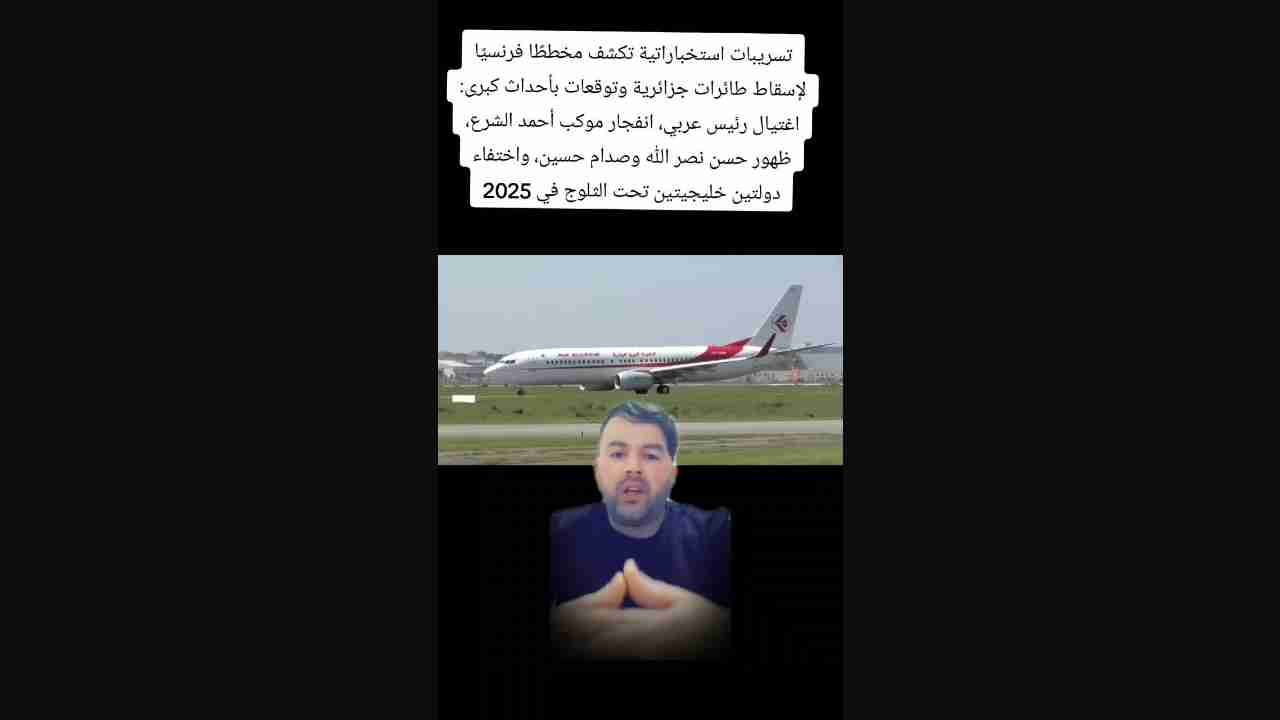 تسريبات استخباراتية تكشف مخططًا فرنسيًا
لإسقاط طائرات جزائرية وتوقعات بأحداث كبرى:
اغتيال رئيس عربي، انفجار موكب أحمد الشرع،
ظهور حسن نصر الله وصدام حسين، واختفاء
دولتين خليجيتين تحت الثلوج في 2025